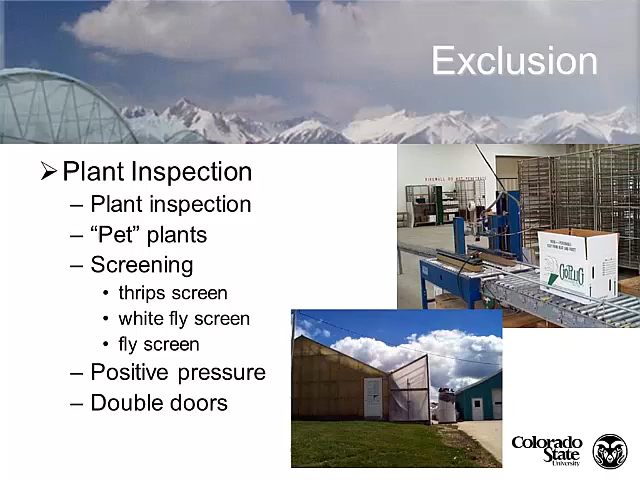 Exclusion
Plant Inspection
– Plant inspection
– “Pet” plants
– Screening
• thrips screen
• white fly screen
• fly screen
– Positive pressure
– Double doors
Colorado
State
University